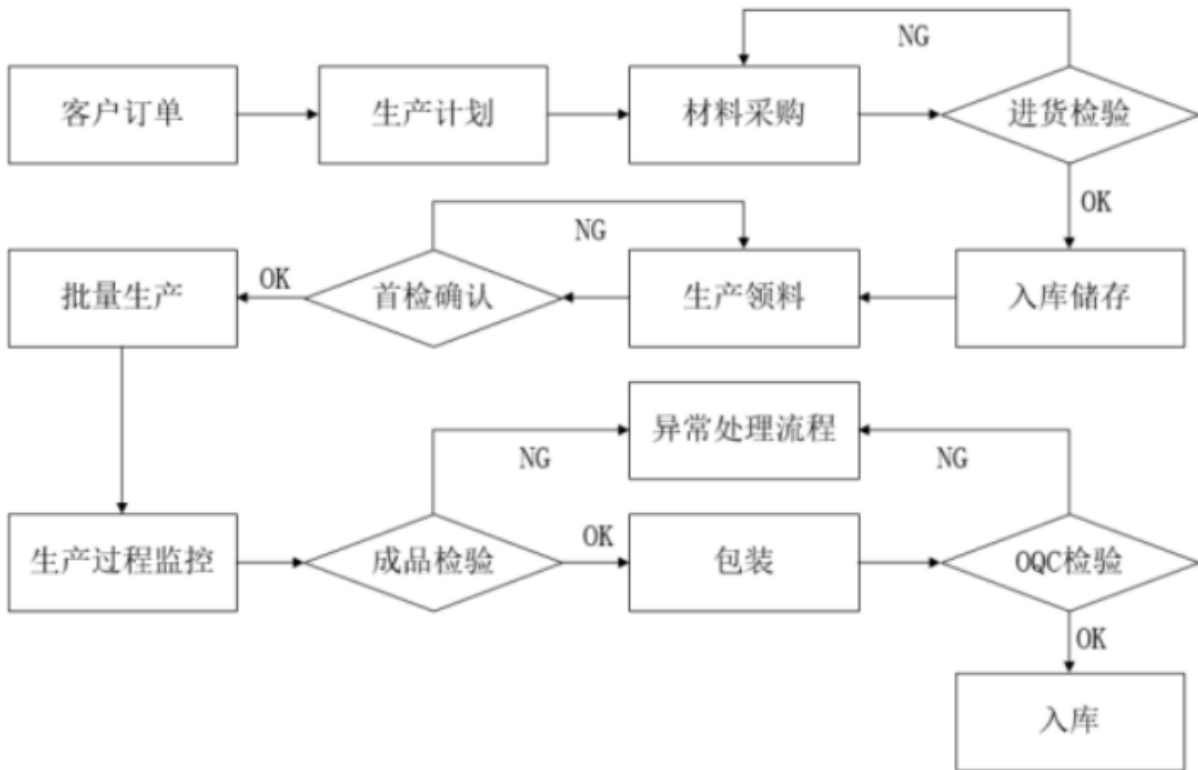 NG
客户订单
生产计划
材料采购
进货检验
OK
NG
批量生产
OK
首检确认
生产领料
入库储存
异常处理流程
NG
NG
生产过程监控
成品检验
OK
包装
OQC检验
OK
入库